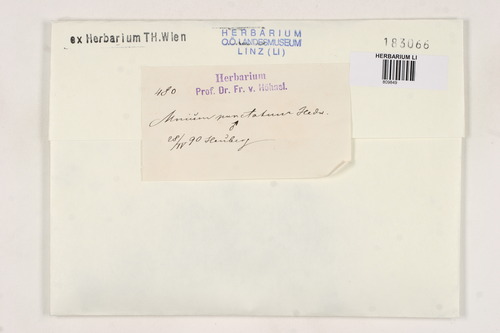 ex Herbarium TH.Wien
HERBARIUM
O.Ö. LANDESMUSEUM
LINZ (LI)
183066
HERBARIUM LI
Herbarium
Prof. Dr. Fr. v. Höhnel.
480
Mnium punctatum Hedw.
♂
28/IV 90